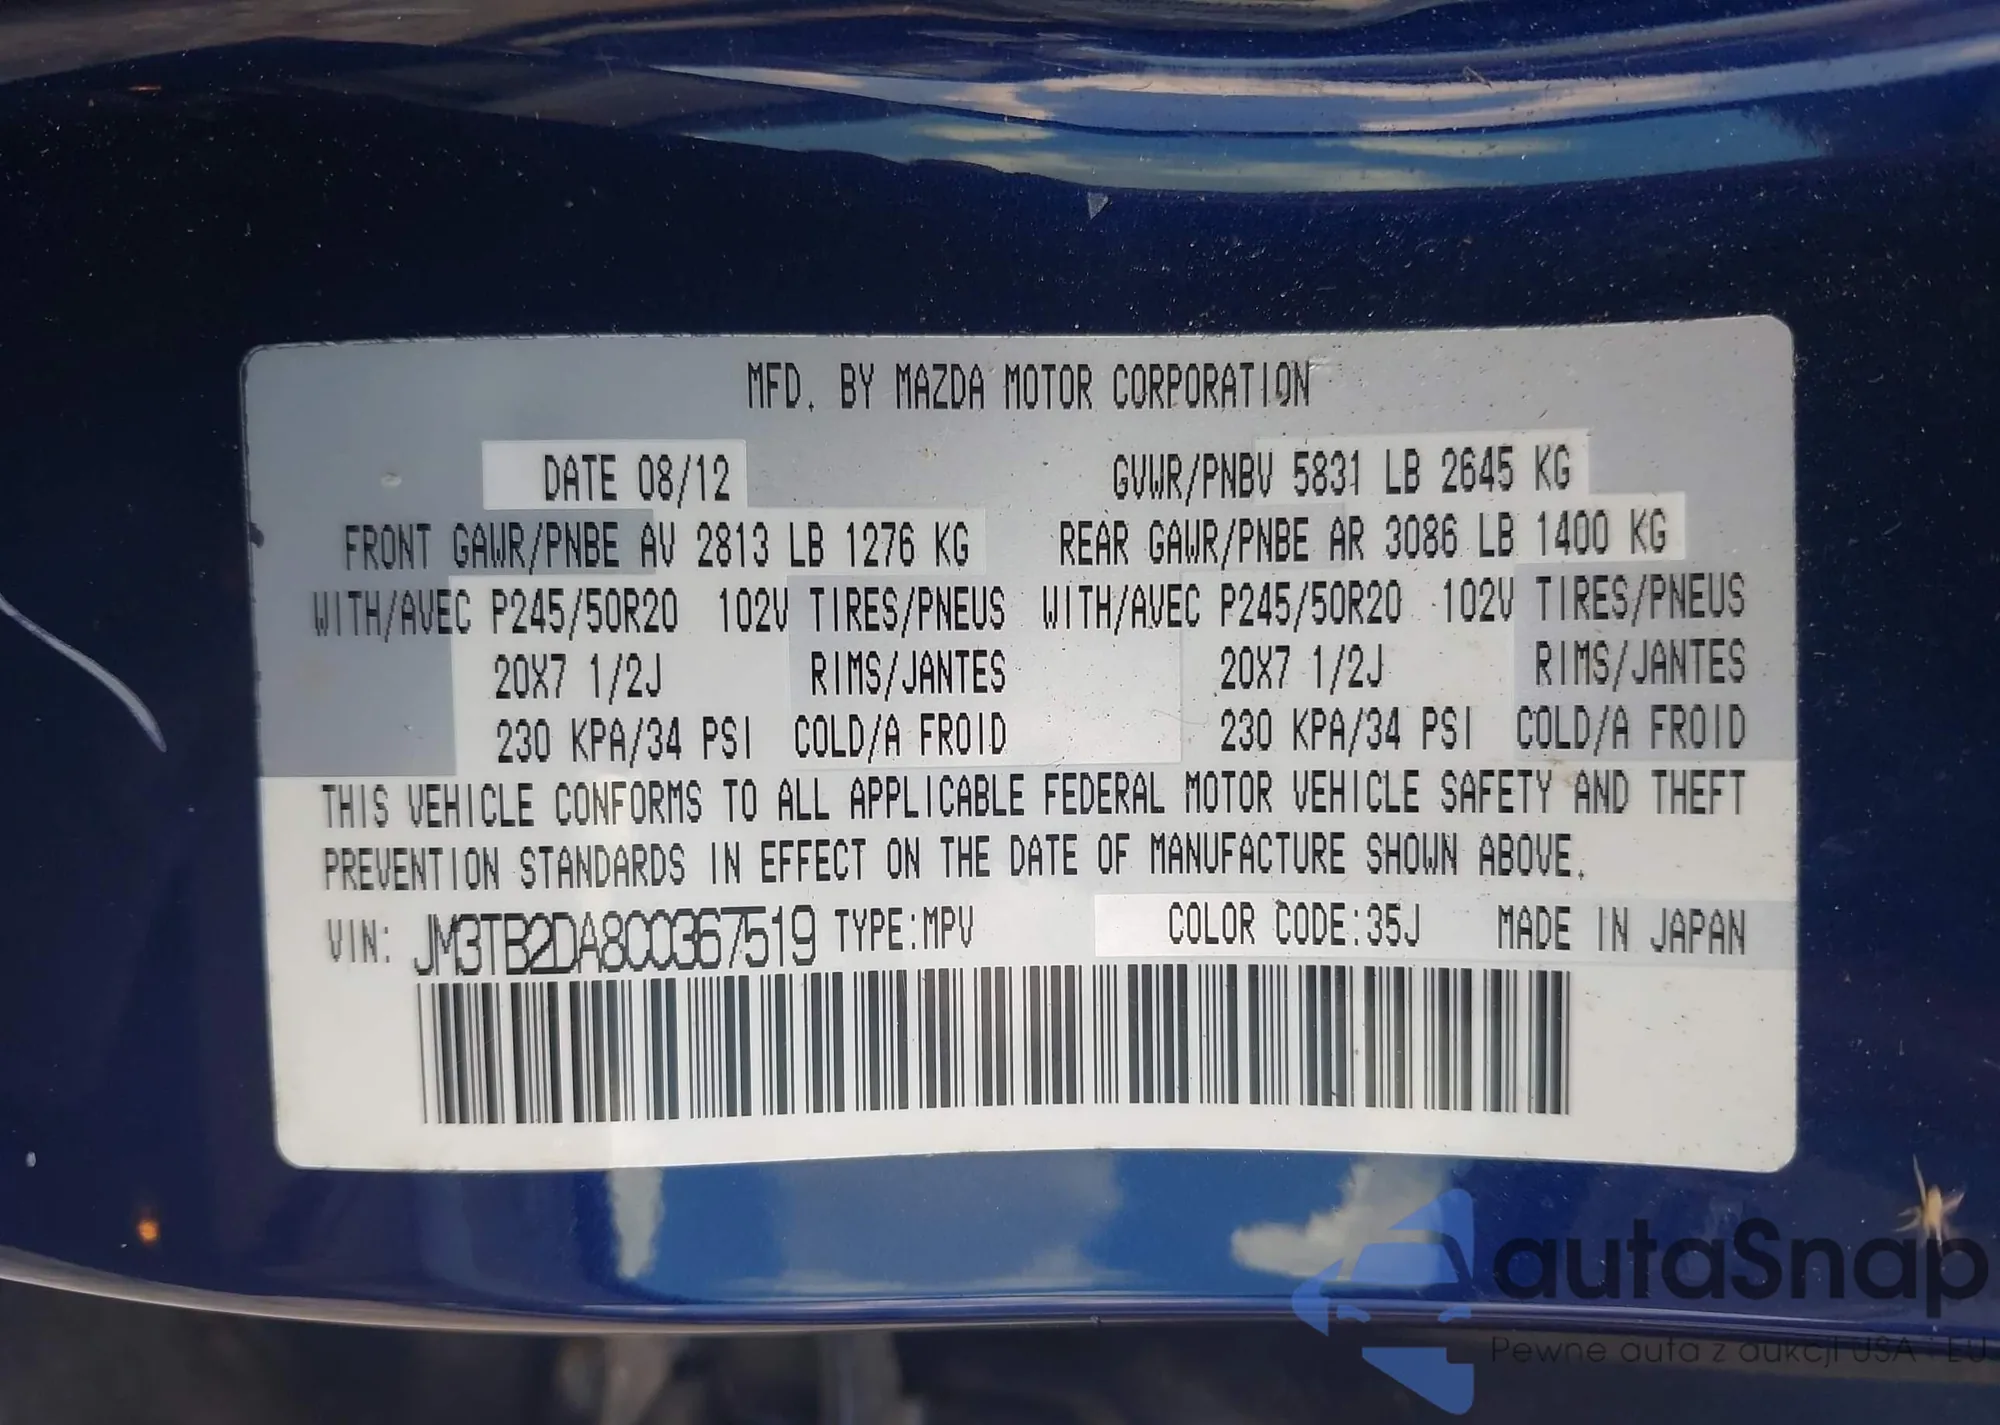 MFD. BY MAZDA MOTOR CORPORATION
DATE 08/12 GVWR/PNBV 5831 LB 2645 KG
FRONT GAWR/PNBE AV 2813 LB 1276 KG REAR GAWR/PNBE AR 3086 LB 1400 KG
WITH/AVEC P245/50R20 102V TIRES/PNEUS WITH/AVEC P245/50R20 102V TIRES/PNEUS
20X7 1/2J RIMS/JANTES 20X7 1/2J RIMS/JANTES
230 KPA/34 PSI COLD/A FROID 230 KPA/34 PSI COLD/A FROID
THIS VEHICLE CONFORMS TO ALL APPLICABLE FEDERAL MOTOR VEHICLE SAFETY AND THEFT
PREVENTION STANDARDS IN EFFECT ON THE DATE OF MANUFACTURE SHOWN ABOVE.
VIN: JM3TB2DA8C0367519 TYPE:MPV COLOR CODE:35J MADE IN JAPAN
autaSnap
Pewne auta z aukcji USA - EU